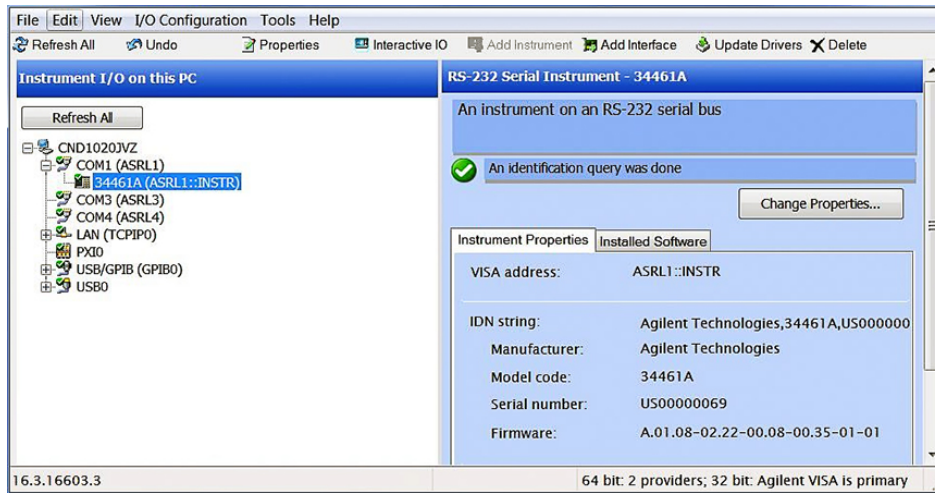 File Edit View I/O Configuration Tools Help
Refresh All Undo Properties Interactive IO Add Instrument Add Interface Update Drivers Delete
Instrument I/O on this PC
Refresh All
CND1020JVZ
COM1 (ASRL1)
34461A (ASRL1::INSTR)
COM3 (ASRL3)
COM4 (ASRL4)
LAN (TCPIP0)
PXI0
USB/GPIB (GPIB0)
USB0
RS-232 Serial Instrument - 34461A
An instrument on an RS-232 serial bus
An identification query was done
Change Properties...
Instrument Properties Installed Software
VISA address: ASRL1::INSTR
IDN string: Agilent Technologies,34461A,US000000
Manufacturer: Agilent Technologies
Model code: 34461A
Serial number: US00000069
Firmware: A.01.08-02.22-00.08-00.35-01-01
16.3.16603.3 64 bit: 2 providers; 32 bit: Agilent VISA is primary